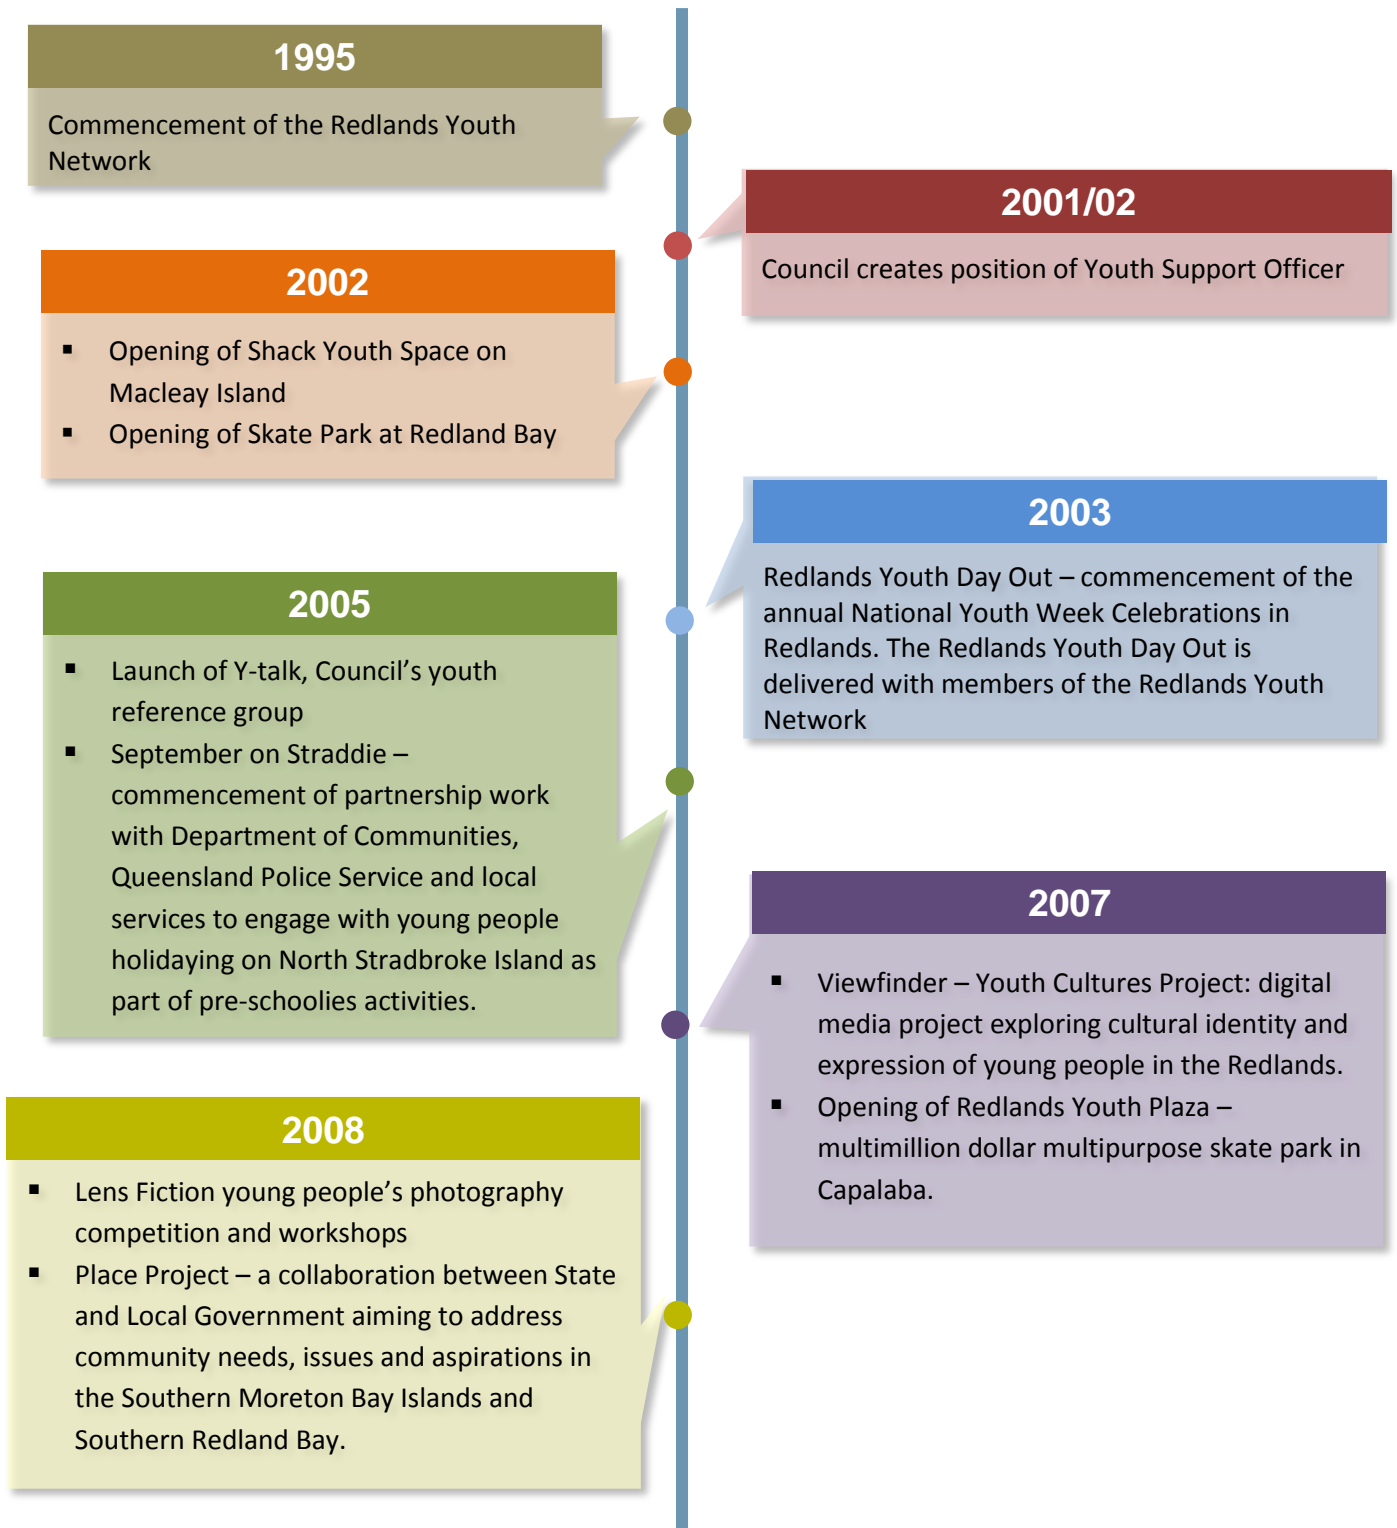 1995
Commencement of the Redlands Youth
Network
2001/02
Council creates position of Youth Support Officer
2002
▪ Opening of Shack Youth Space on
Macleay Island
▪ Opening of Skate Park at Redland Bay
2003
Redlands Youth Day Out – commencement of the
annual National Youth Week Celebrations in
Redlands. The Redlands Youth Day Out is
delivered with members of the Redlands Youth
Network
2005
▪ Launch of Y-talk, Council’s youth
reference group
▪ September on Straddie –
commencement of partnership work
with Department of Communities,
Queensland Police Service and local
services to engage with young people
holidaying on North Stradbroke Island as
part of pre-schoolies activities.
2007
▪ Viewfinder – Youth Cultures Project: digital
media project exploring cultural identity and
expression of young people in the Redlands.
▪ Opening of Redlands Youth Plaza –
multimillion dollar multipurpose skate park in
Capalaba.
2008
▪ Lens Fiction young people’s photography
competition and workshops
▪ Place Project – a collaboration between State
and Local Government aiming to address
community needs, issues and aspirations in
the Southern Moreton Bay Islands and
Southern Redland Bay.